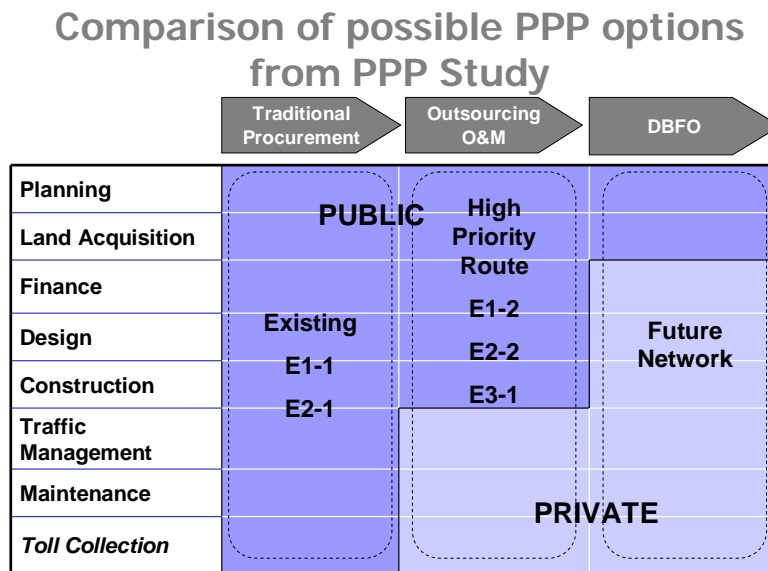 Comparison of possible PPP options
from PPP Study
Traditional
Procurement
Outsourcing
O&M
DBFO
Planning
Land Acquisition
Finance
Design
Construction
Traffic
Management
Maintenance
Toll Collection
PUBLIC
Existing
E1-1
E2-1
High
Priority
Route
E1-2
E2-2
E3-1
Future
Network
PRIVATE